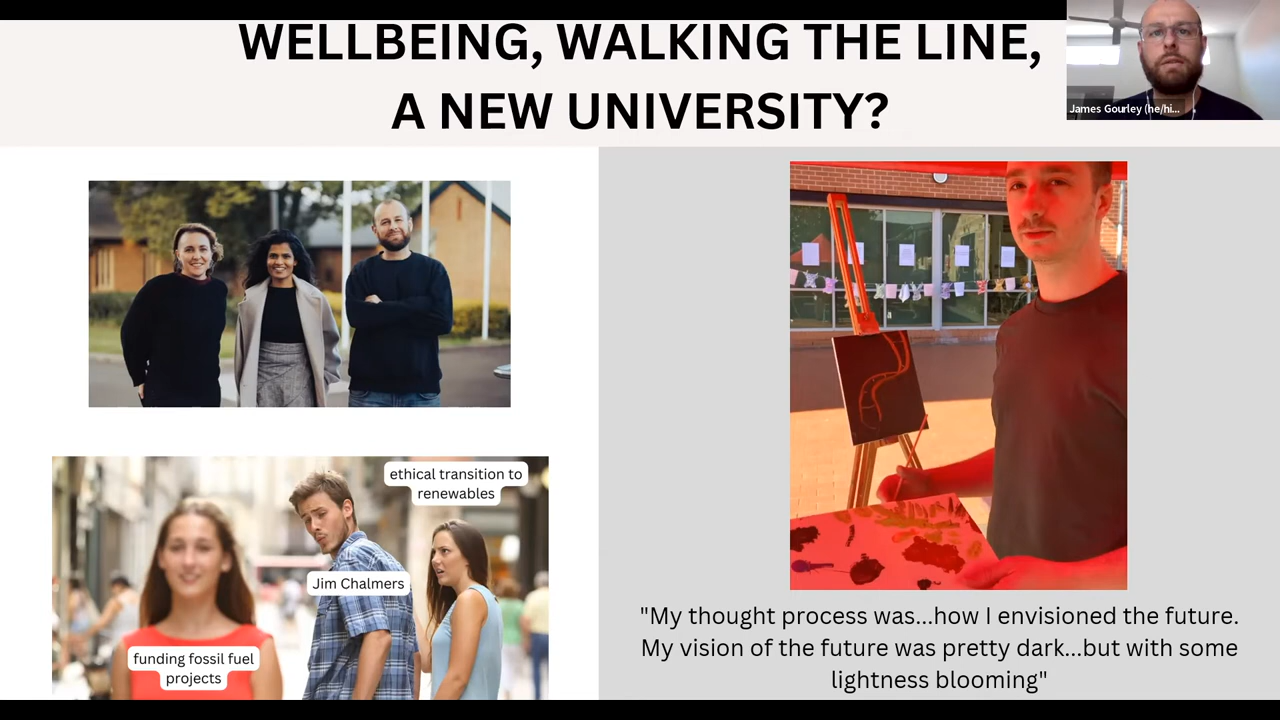 WELLBEING, WALKING THE LINE,
A NEW UNIVERSITY?
James Gourley (he/hi...
ethical transition to
renewables
Jim Chalmers
funding fossil fuel
projects
"My thought process was...how I envisioned the future.
My vision of the future was pretty dark...but with some
lightness blooming"